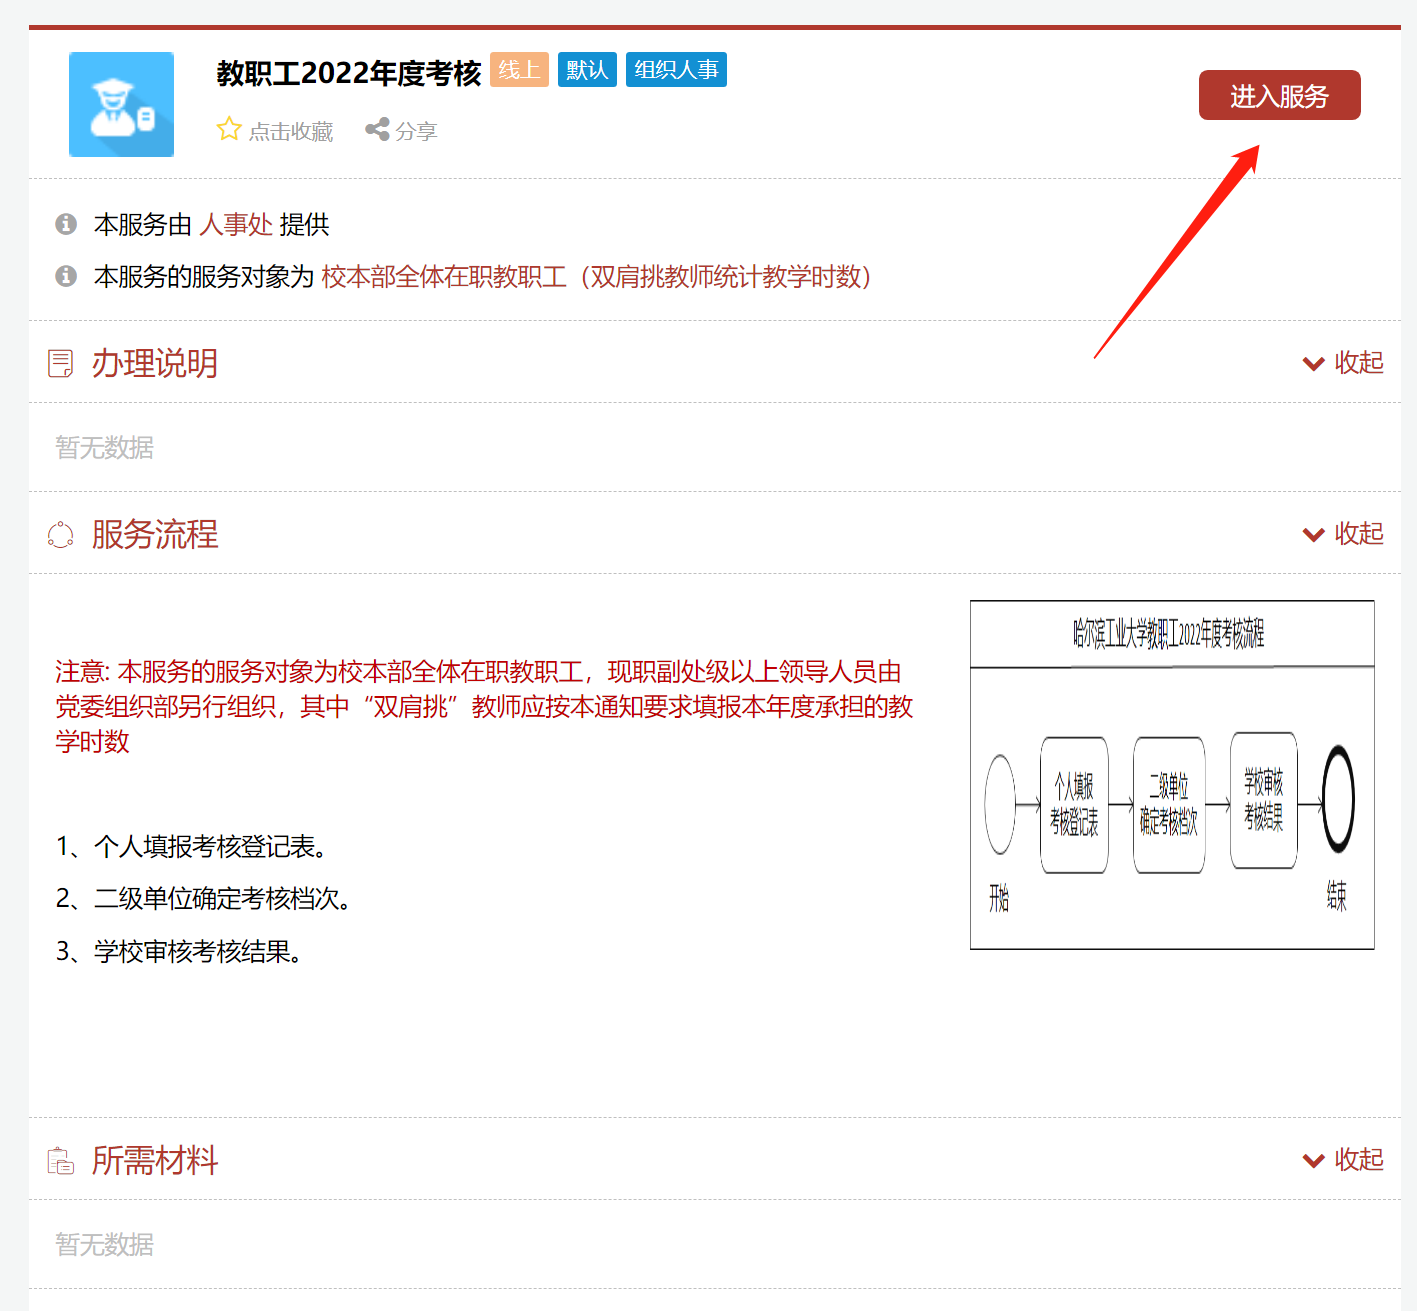 教职工2022年度考核 线上 默认 组织人事
进入服务
点击收藏 分享
本服务由 人事处 提供
本服务的服务对象为 校本部全体在职教职工（双肩挑教师统计教学时数）
办理说明 收起
暂无数据
服务流程 收起
注意: 本服务的服务对象为校本部全体在职教职工，现职副处级以上领导人员由
党委组织部另行组织，其中“双肩挑”教师应按本通知要求填报本年度承担的教
学时数
1、个人填报考核登记表。
2、二级单位确定考核档次。
3、学校审核考核结果。
哈尔滨工业大学教职工2022年度考核流程
开始
个人填报
考核登记表
二级单位
确定考核档次
学校审核
考核结果
结束
所需材料 收起
暂无数据